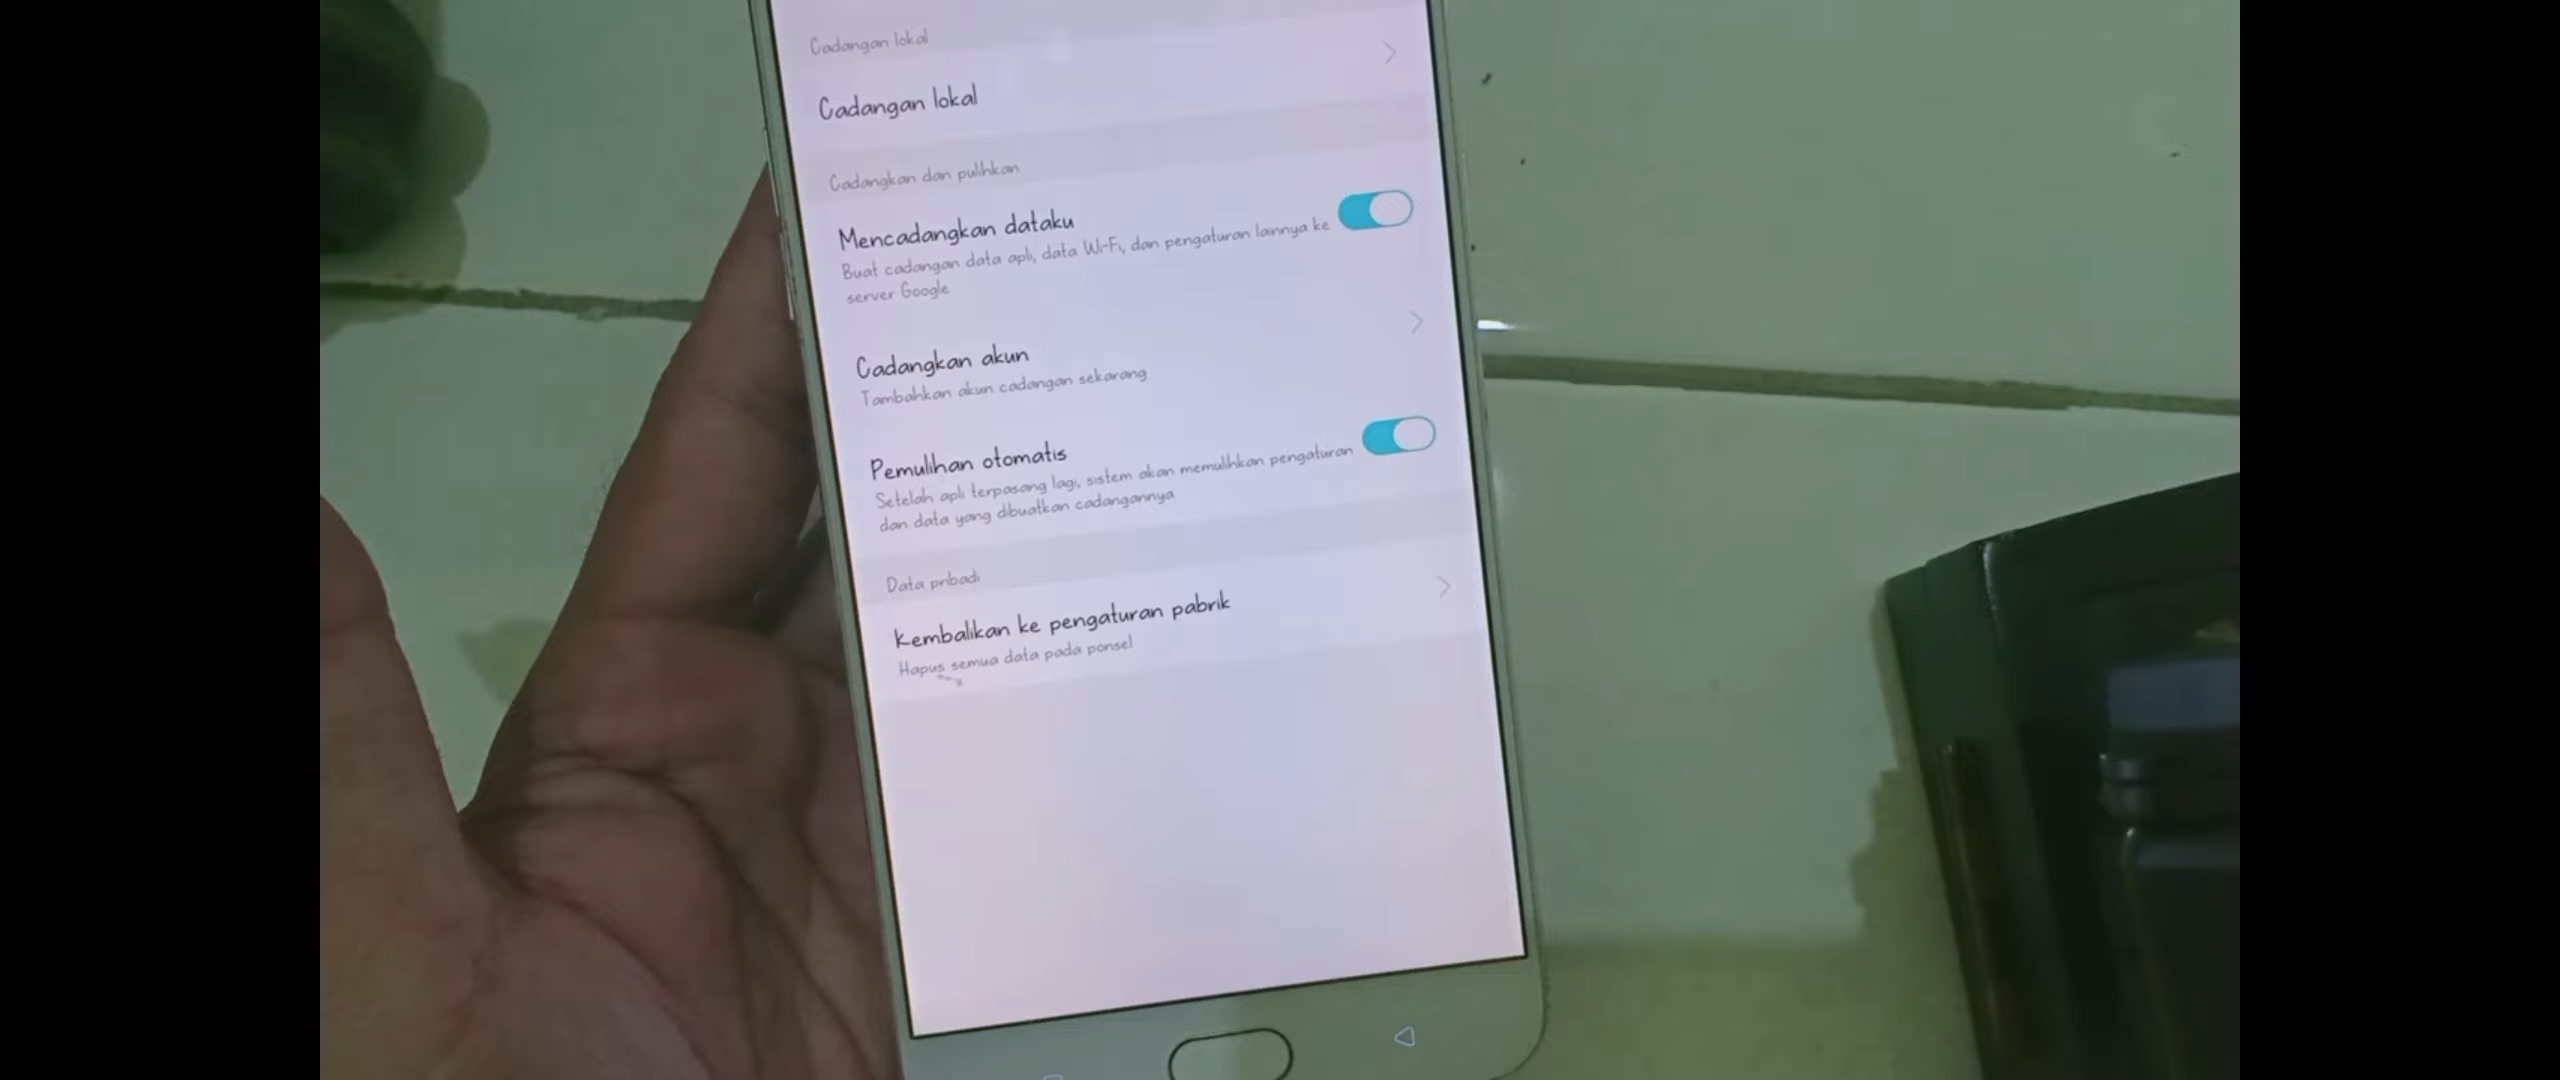 Cadangan lokal
Cadangan lokal
Cadangkan dan pulihkan
Mencadangkan dataku
Buat cadangan data apli, data Wi-Fi, dan pengaturan lainnya ke
server Google
Cadangkan akun
Tambahkan akun cadangan sekarang
Pemulihan otomatis
Setelah apli terpasang lagi, sistem akan memulihkan pengaturan
dan data yang dibuatkan cadangannya
Data pribadi
Kembalikan ke pengaturan pabrik
Hapus semua data pada ponsel